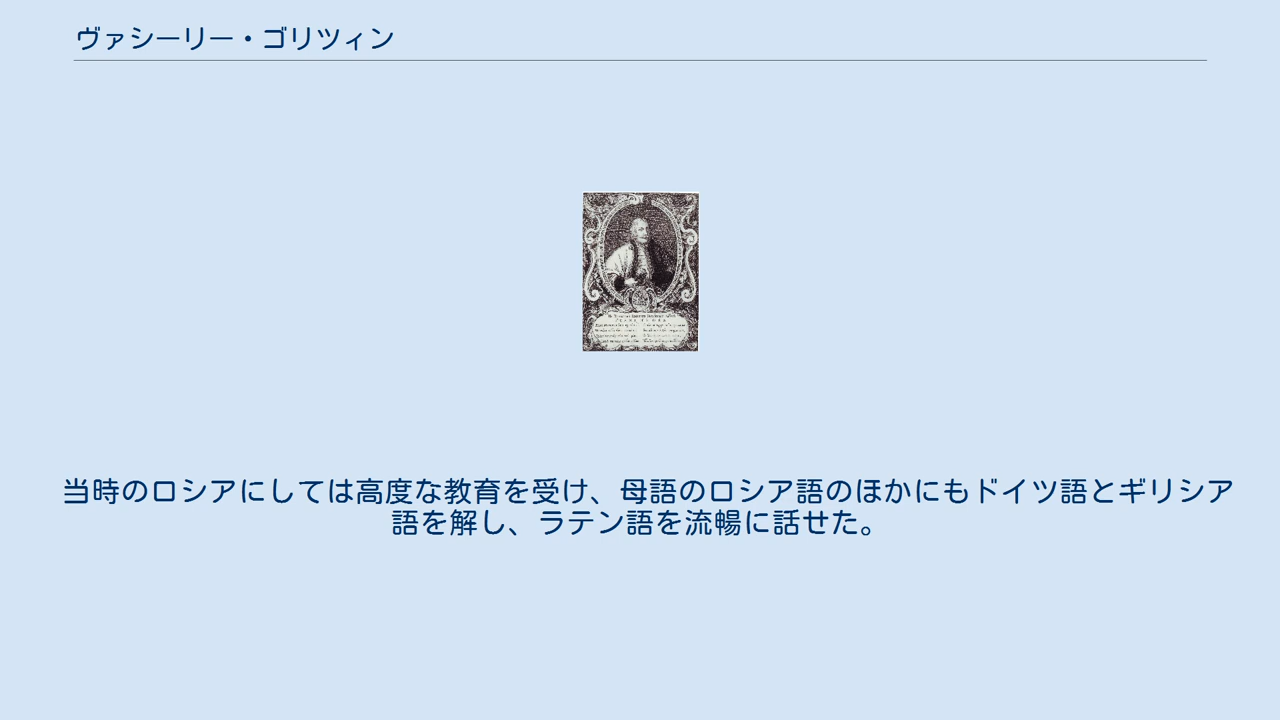 ヴァシーリー・ゴリツィン
当時のロシアにしては高度な教育を受け、母語のロシア語のほかにもドイツ語とギリシア
語を解し、ラテン語を流暢に話せた。